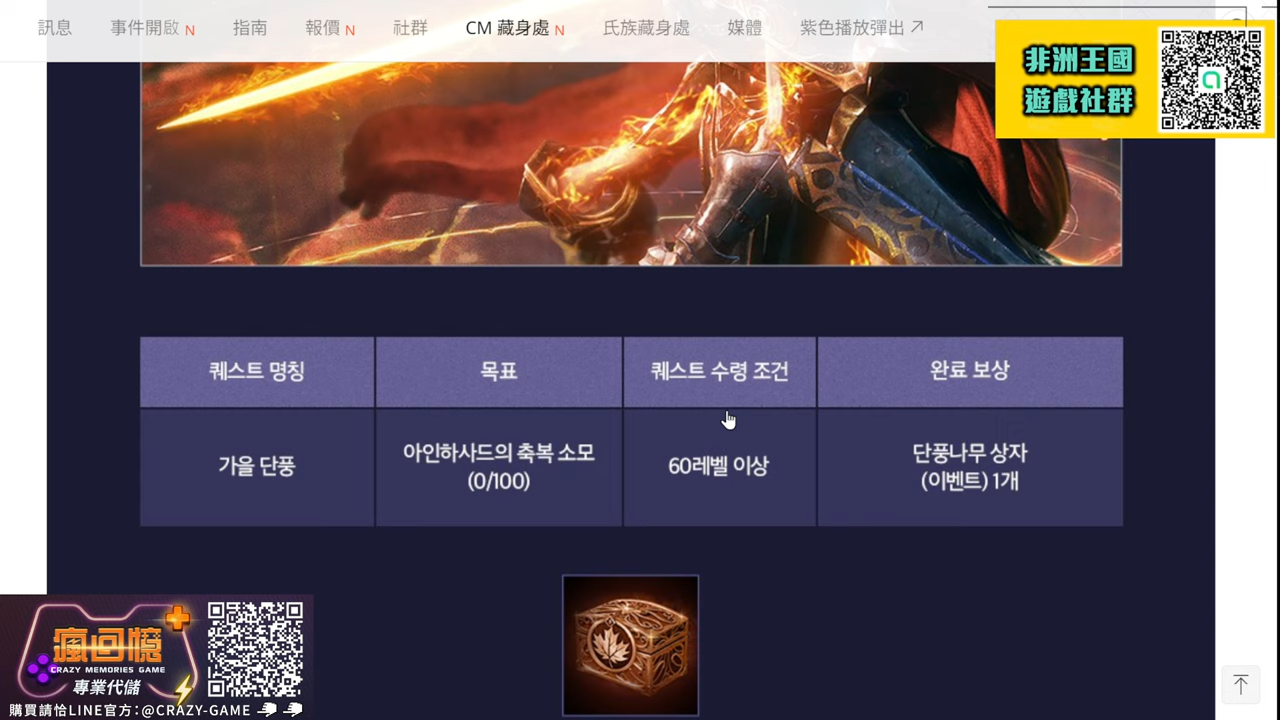 訊息 事件開啟 N 指南 報價 N 社群 CM 藏身處 N 氏族藏身處 媒體 紫色播放彈出
非洲王國
遊戲社群
퀘스트 명칭 목표 퀘스트 수령 조건 완료 보상
가을 단풍 아인하사드의 축복 소모 (0/100) 60레벨 이상 단풍나무 상자 (이벤트) 1개
瘋回憶
CRAZY MEMORIES GAME
專業代儲
購買請恰LINE官方:@CRAZY-GAME